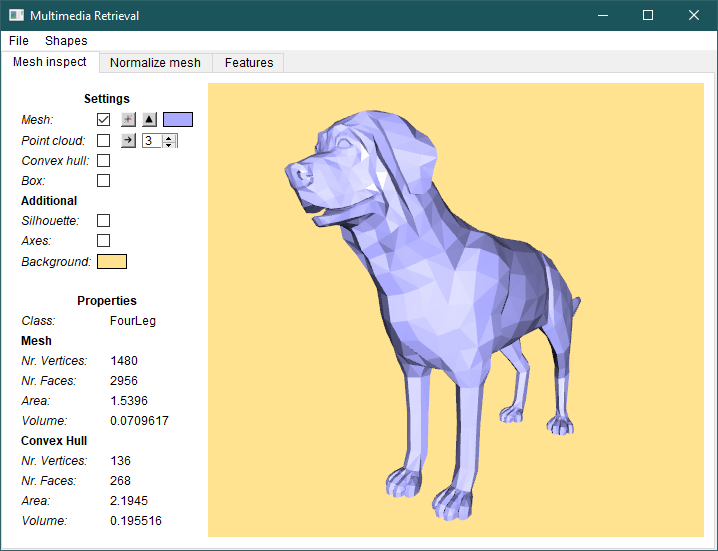 Multimedia Retrieval
File Shapes
Mesh inspect Normalize mesh Features
Settings
Mesh:
Point cloud: 3
Convex hull:
Box:
Additional
Silhouette:
Axes:
Background:
Properties
Class: FourLeg
Mesh
Nr. Vertices: 1480
Nr. Faces: 2956
Area: 1.5396
Volume: 0.0709617
Convex Hull
Nr. Vertices: 136
Nr. Faces: 268
Area: 2.1945
Volume: 0.195516